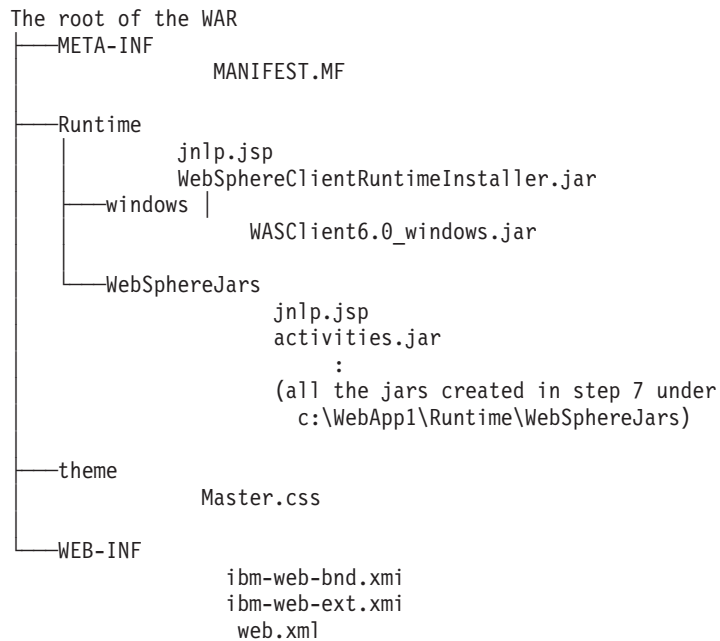 The root of the WAR
├───META-INF
MANIFEST.MF
├───Runtime
jnlp.jsp
WebSphereClientRuntimeInstaller.jar
├───windows │
WASClient6.0_windows.jar
└───WebSphereJars
jnlp.jsp
activities.jar
:
(all the jars created in step 7 under
c:\WebApp1\Runtime\WebSphereJars)
├───theme
Master.css
└───WEB-INF
ibm-web-bnd.xmi
ibm-web-ext.xmi
web.xml